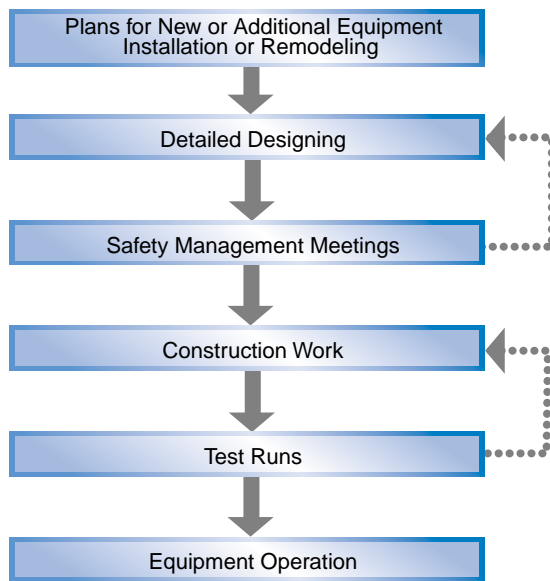 Plans for New or Additional Equipment
Installation or Remodeling
Detailed Designing
Safety Management Meetings
Construction Work
Test Runs
Equipment Operation